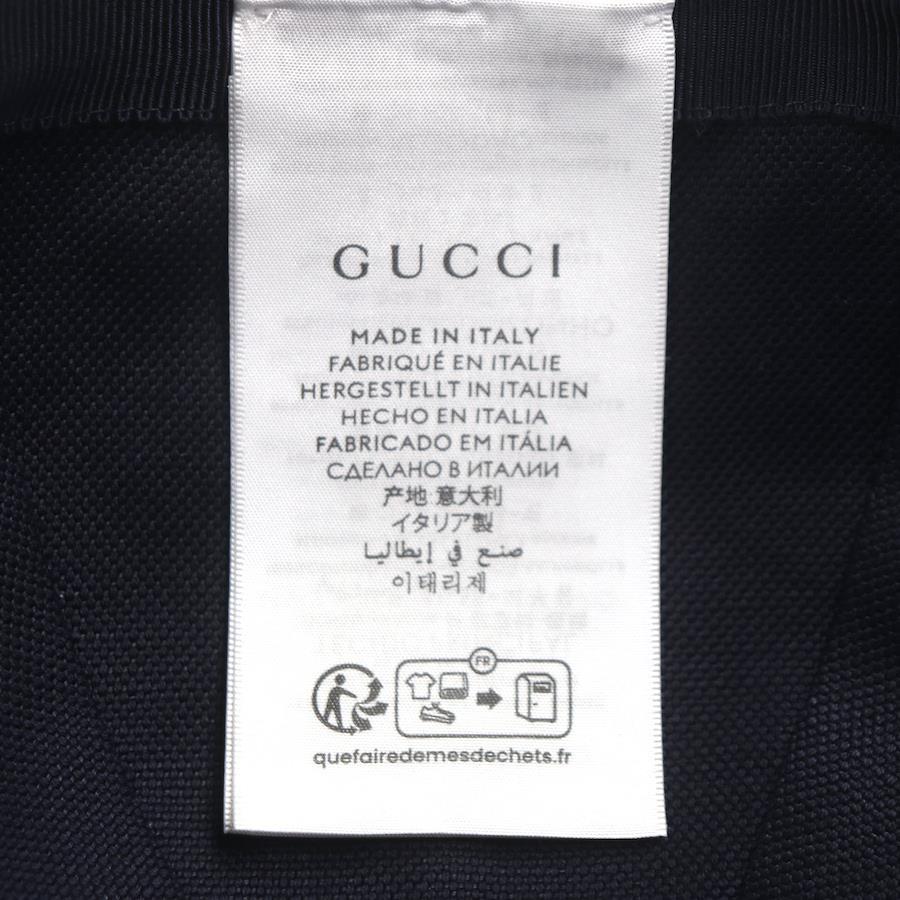 GUCCI
MADE IN ITALY
FABRIQUÉ EN ITALIE
HERGESTELLT IN ITALIEN
HECHO EN ITALIA
FABRICADO EM ITÁLIA
СДЕЛАНО В ИТАЛИИ
产地 意大利
イタリア製
صنع في إيطاليا
이태리제
FR
quefairedemesdechets.fr